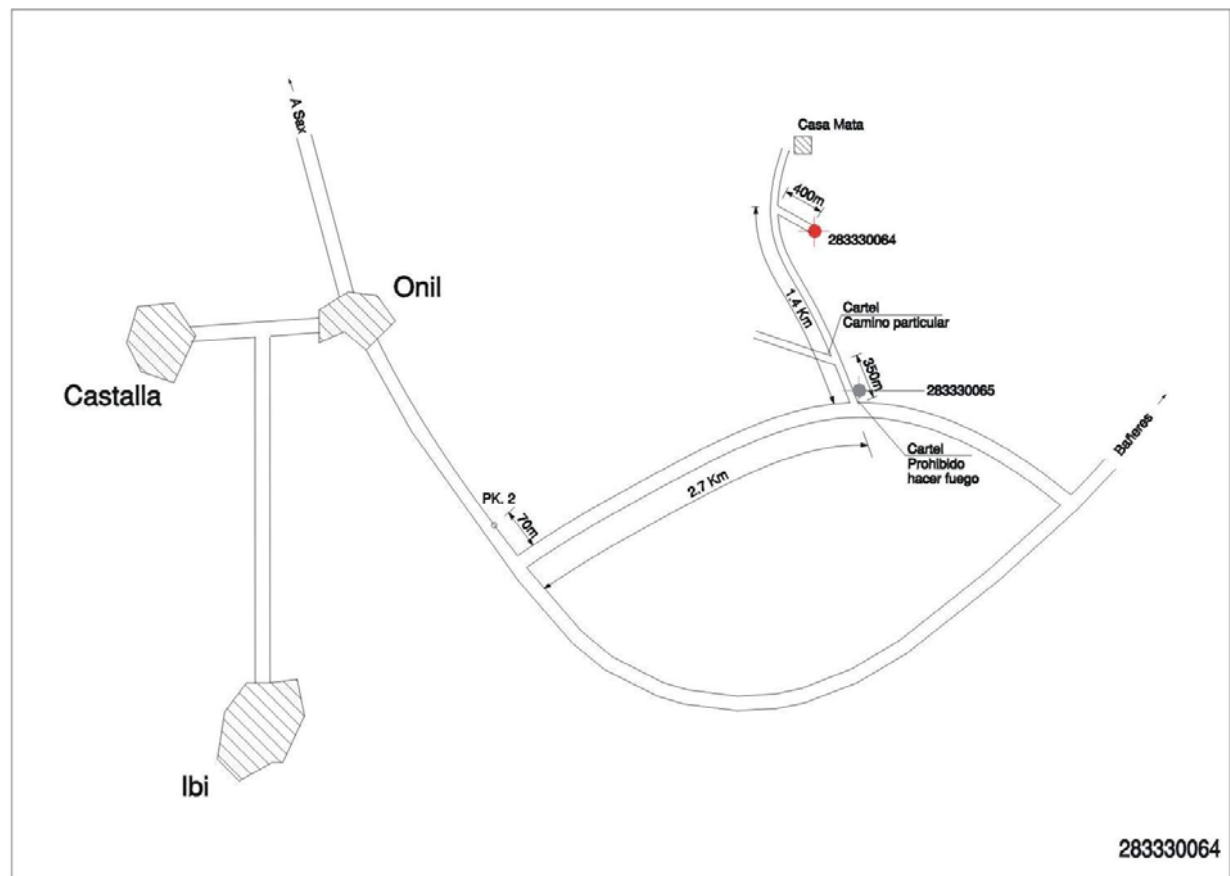 A Sax
Casa Mata
400m
283330064
Onil
1.4 Km
Cartel
Camino particular
Castalla
350m
283330065
Bañeres
Cartel
Prohibido
hacer fuego
2.7 Km
PK. 2
70m
Ibi
283330064